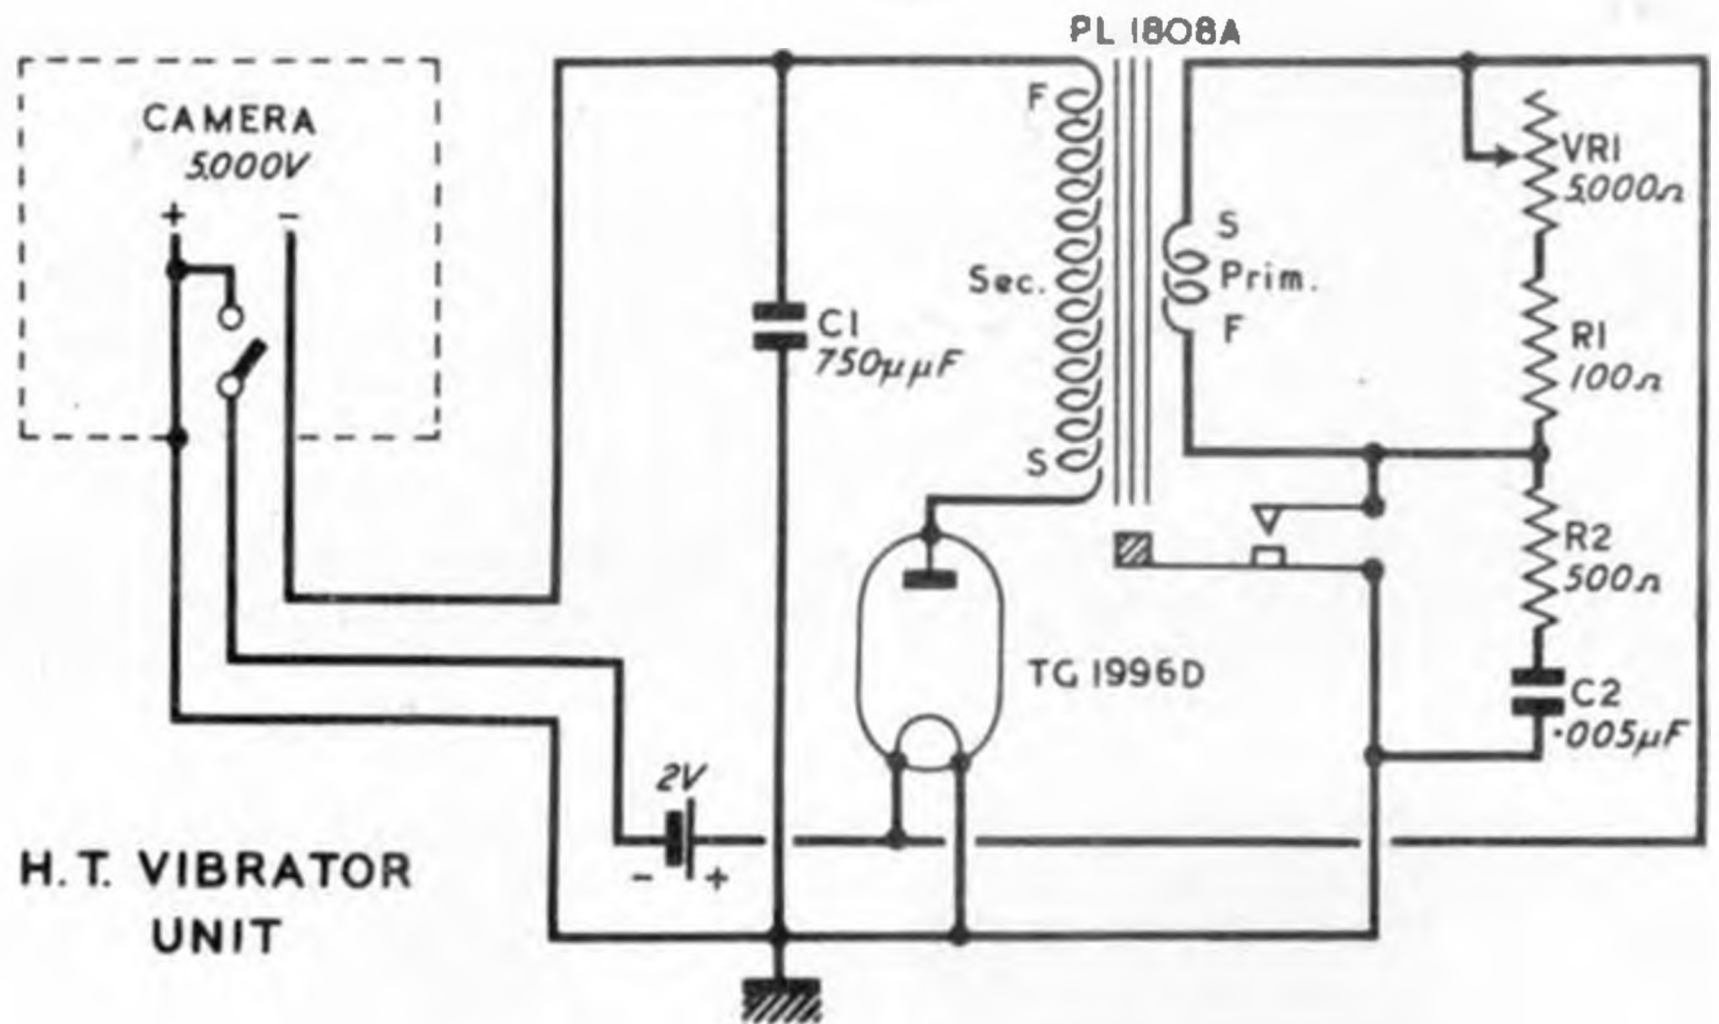 PL 1808A
CAMERA
5,000V
+ -
F
Sec.
S
S
Prim.
F
VR1
5,000Ω
R1
100Ω
C1
750μμF
R2
500Ω
TG 1996D
C2
·005μF
2V
- +
H.T. VIBRATOR
UNIT